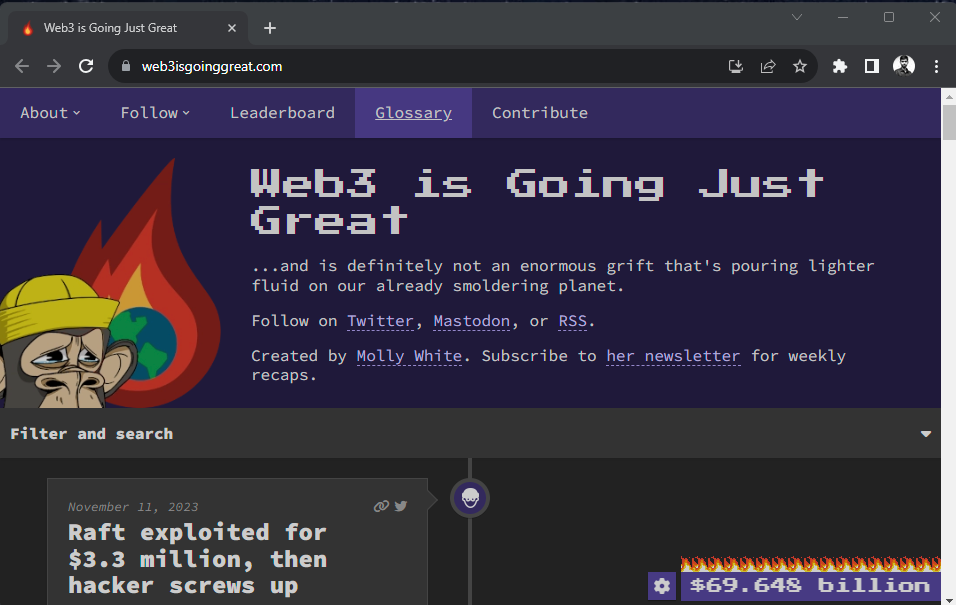 Web3 is Going Just Great
web3isgoinggreat.com
About Follow Leaderboard Glossary Contribute
Web3 is Going Just
Great
...and is definitely not an enormous grift that's pouring lighter
fluid on our already smoldering planet.
Follow on Twitter, Mastodon, or RSS.
Created by Molly White. Subscribe to her newsletter for weekly
recaps.
Filter and search
November 11, 2023
Raft exploited for
$3.3 million, then
hacker screws up
$69.648 billion